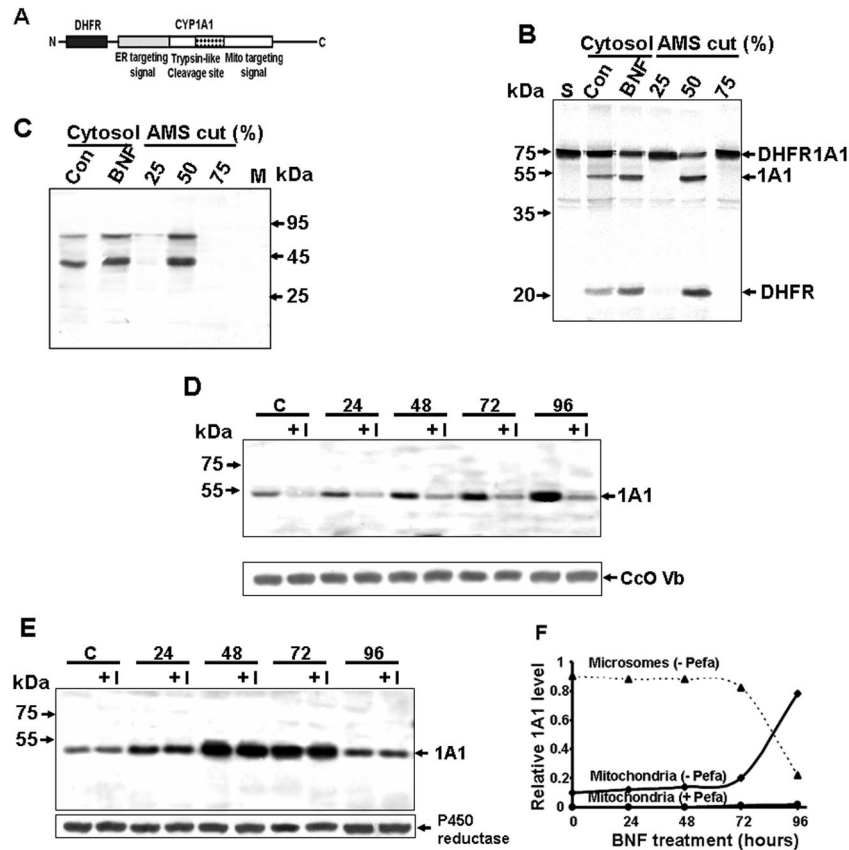 A
DHFR CYP1A1
N C
ER targeting signal
Trypsin-like Cleavage site
Mito targeting signal
B
Cytosol AMS cut (%)
kDa S Con BNF 25 50 75
75 DHFR1A1
55 1A1
35
20 DHFR
C
Cytosol AMS cut (%)
Con BNF 25 50 75 M kDa
95
45
25
D
C 24 48 72 96
kDa + I + I + I + I + I
75
55 1A1
CcO Vb
E
C 24 48 72 96
kDa + I + I + I + I + I
75
55
1A1
P450
reductase
F
Relative 1A1 level
1
0.8
0.6
0.4
0.2
0
Microsomes (- Pefa)
Mitochondria (- Pefa)
Mitochondria (+ Pefa)
0 24 48 72 96
BNF treatment (hours)